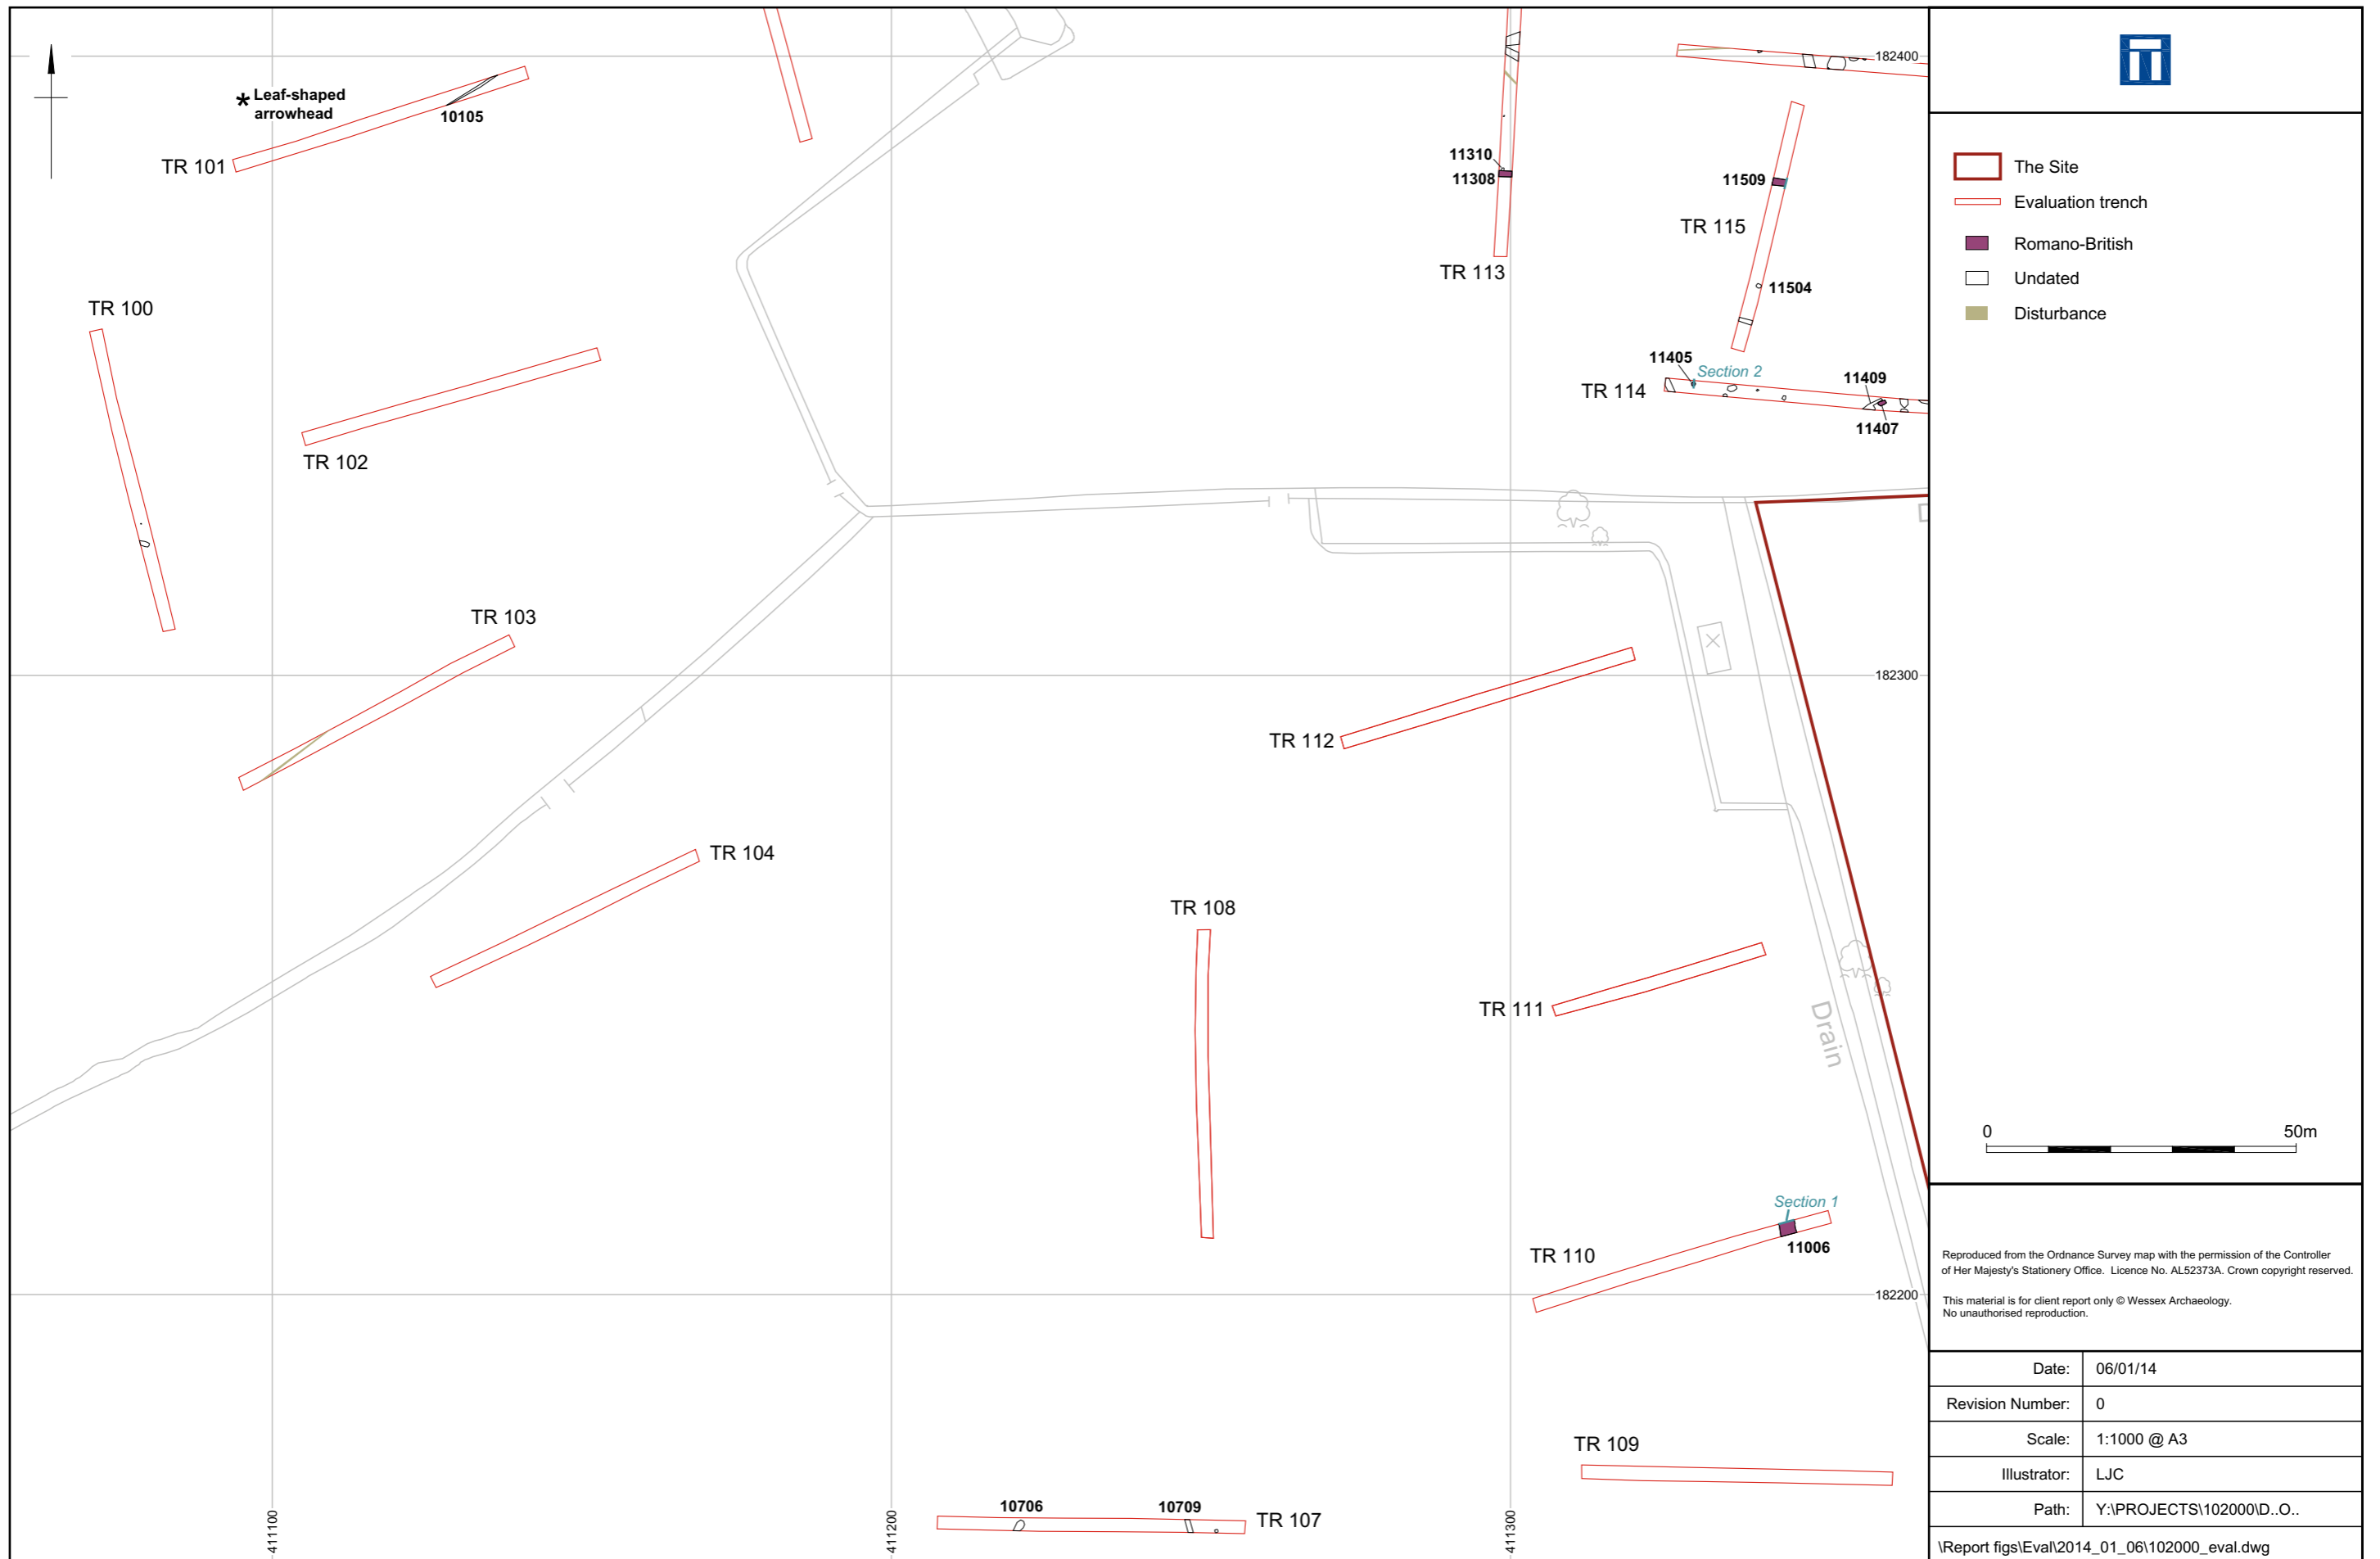 182400
Leaf-shaped
arrowhead
10105
TR 101
11310
11308
11509
TR 115
TR 113
11504
TR 100
11405
Section 2
11409
TR 114
11407
TR 102
TR 103
182300
TR 112
TR 104
TR 108
TR 111
Drain
Section 1
11006
TR 110
182200
TR 109
10706
10709
TR 107
411100
411200
411300
The Site
Evaluation trench
Romano-British
Undated
Disturbance
0 50m
Reproduced from the Ordnance Survey map with the permission of the Controller
of Her Majesty's Stationery Office. Licence No. AL52373A. Crown copyright reserved.
This material is for client report only © Wessex Archaeology.
No unauthorised reproduction.
Date: 06/01/14
Revision Number: 0
Scale: 1:1000 @ A3
Illustrator: LJC
Path: Y:\PROJECTS\102000\D..O..
\Report figs\Eval\2014_01_06\102000_eval.dwg